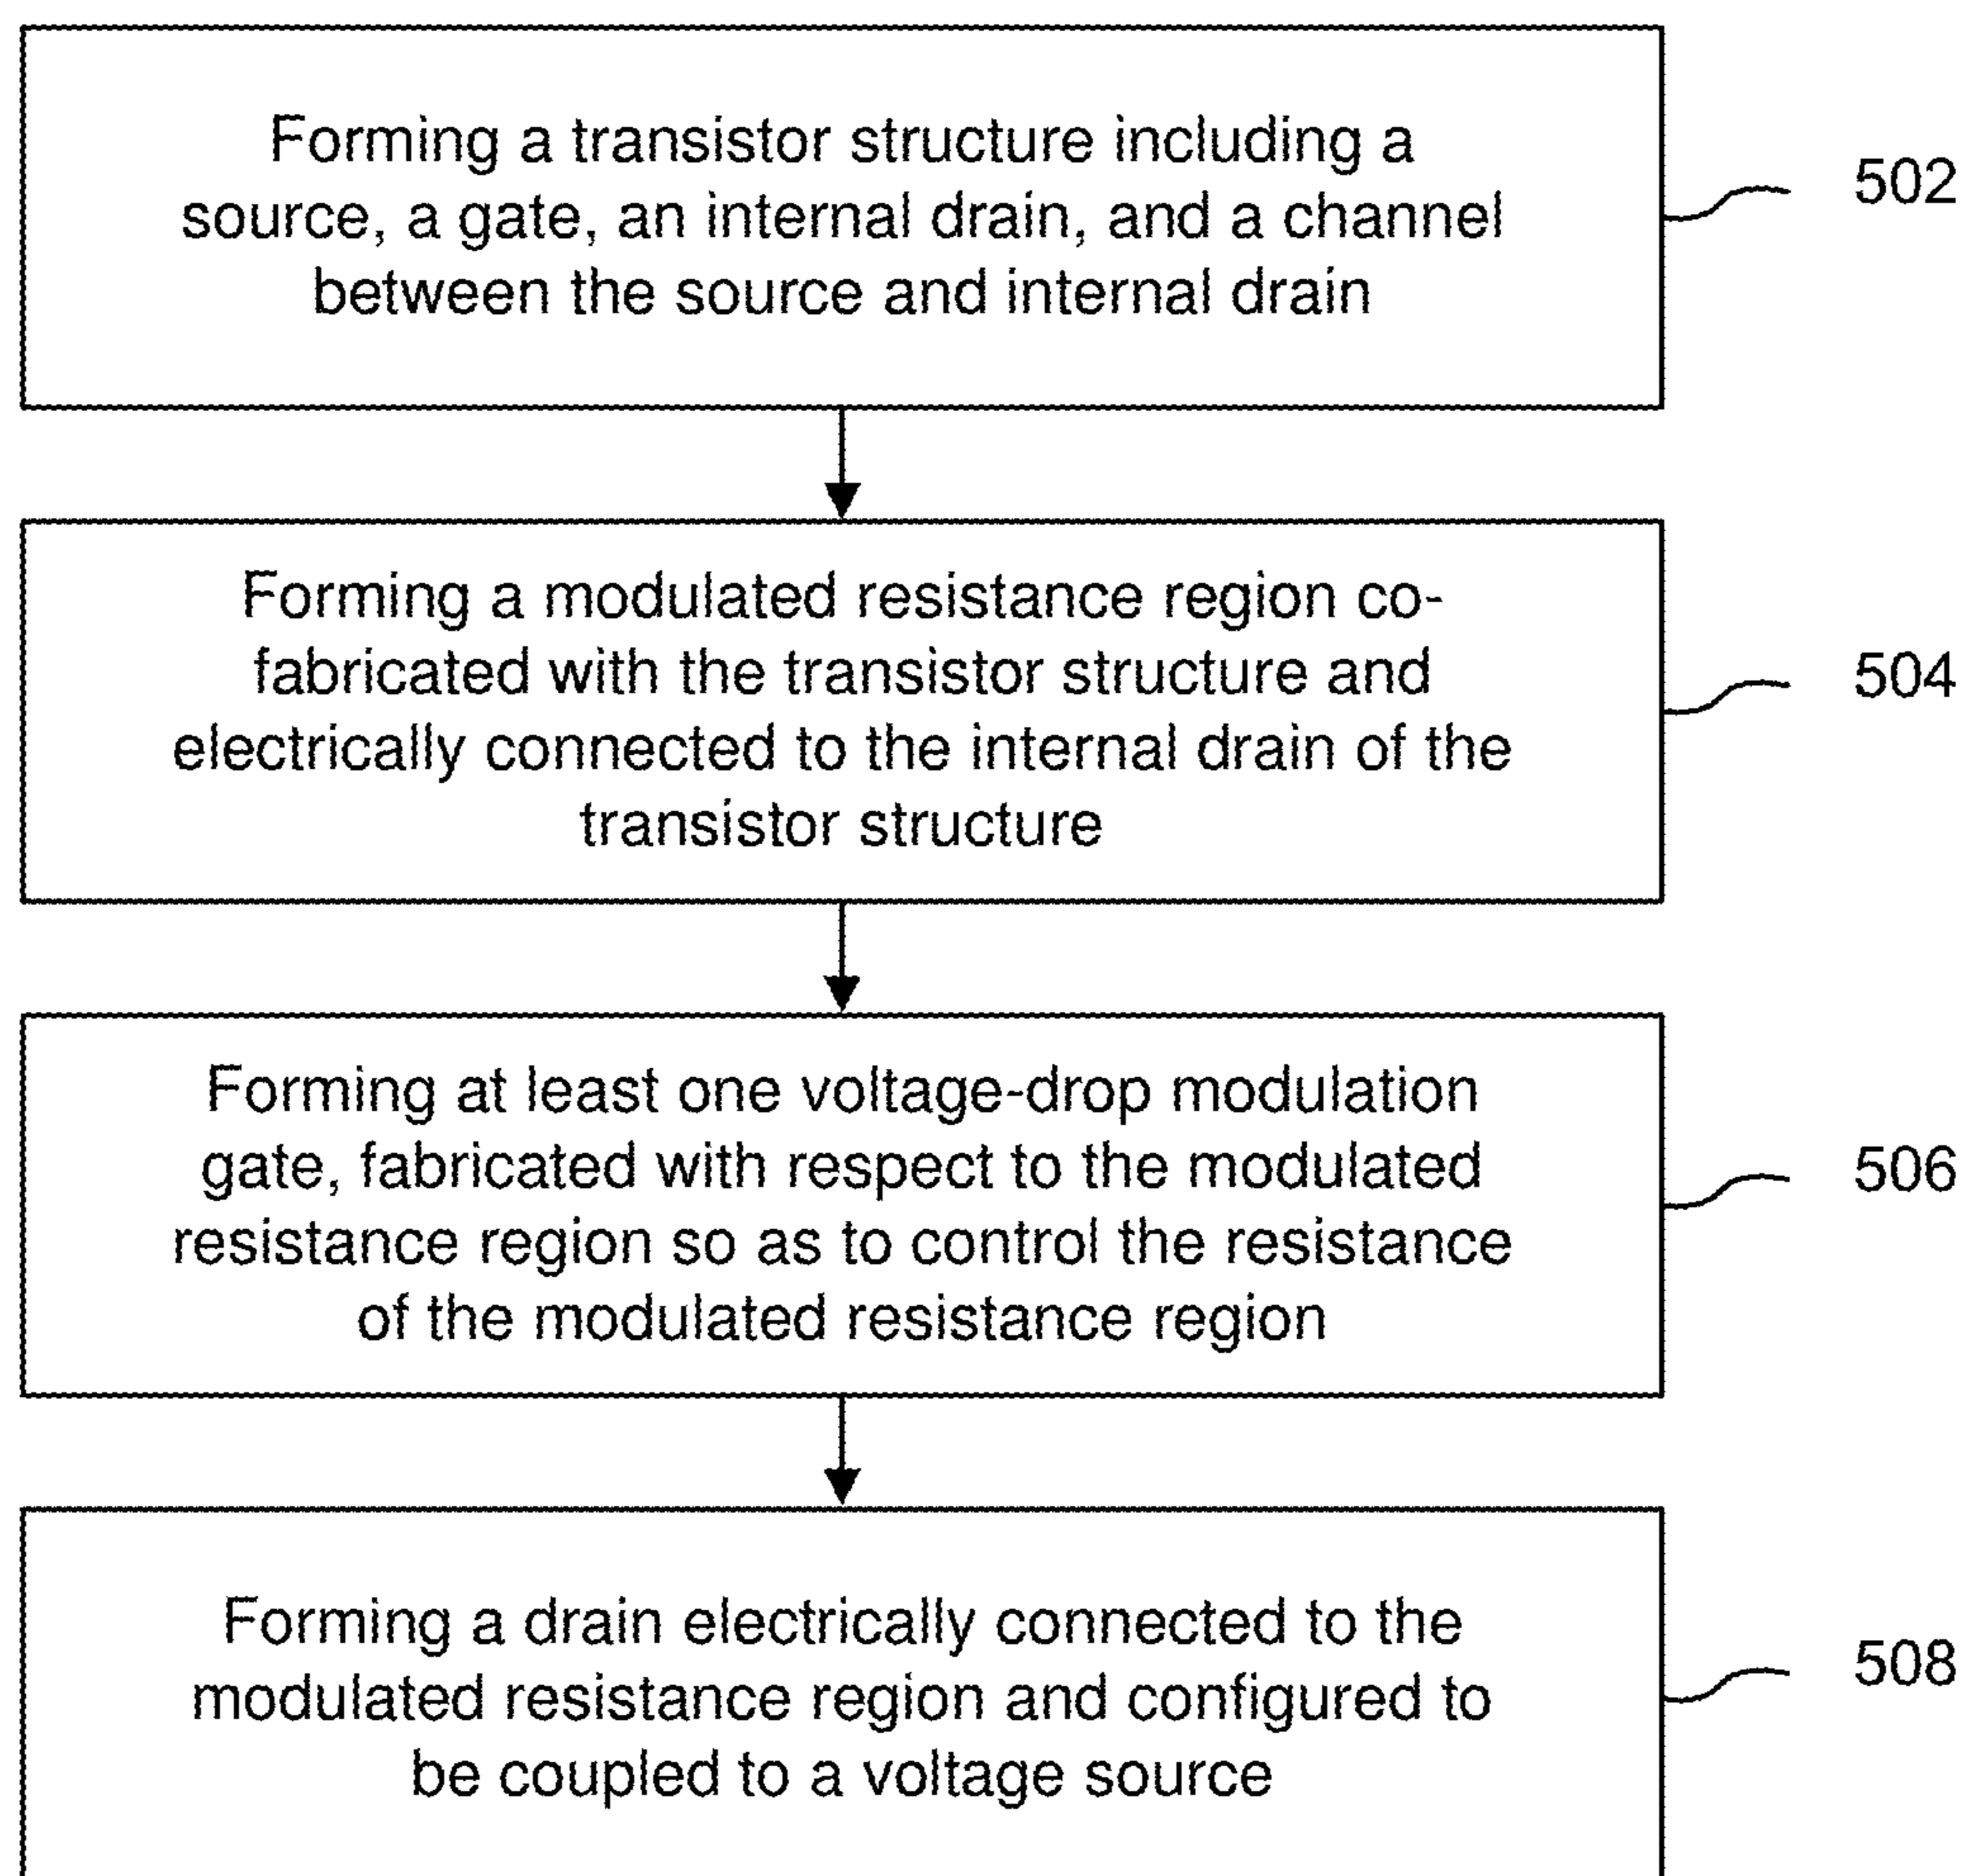 Forming a transistor structure including a
source, a gate, an internal drain, and a channel
between the source and internal drain
502
Forming a modulated resistance region co-
fabricated with the transistor structure and
electrically connected to the internal drain of the
transistor structure
504
Forming at least one voltage-drop modulation
gate, fabricated with respect to the modulated
resistance region so as to control the resistance
of the modulated resistance region
506
Forming a drain electrically connected to the
modulated resistance region and configured to
be coupled to a voltage source
508